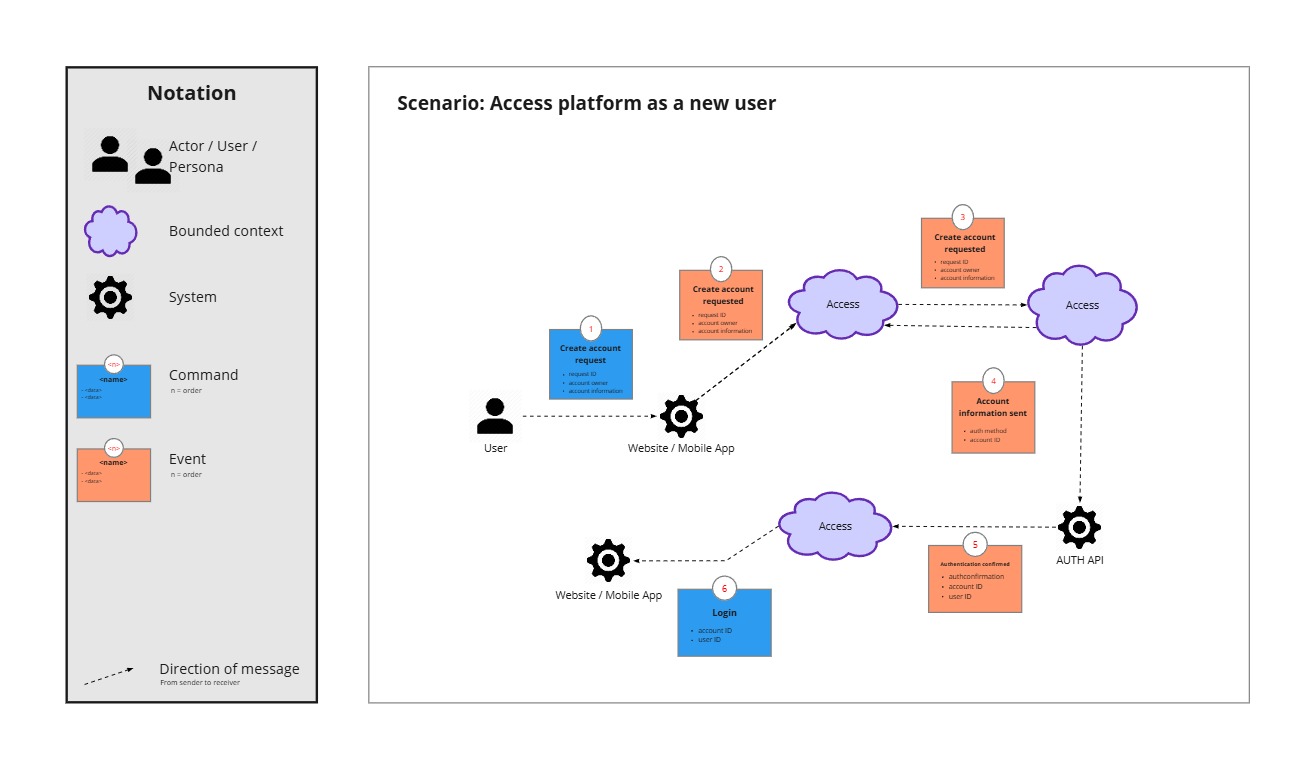 Notation
Actor / User /
Persona
Bounded context
System
<n>
<name>
- <data>
- <data>
Command
n = order
<n>
<name>
- <data>
- <data>
Event
n = order
Direction of message
From sender to receiver
Scenario: Access platform as a new user
1
Create account
request
• request ID
• account owner
• account information
2
Create account
requested
• request ID
• account owner
• account information
3
Create account
requested
• request ID
• account owner
• account information
Access
Access
User
Website / Mobile App
4
Account
information sent
• auth method
• account ID
Access
AUTH API
5
Authentication confirmed
• authconfirmation
• account ID
• user ID
Website / Mobile App
6
Login
• account ID
• user ID